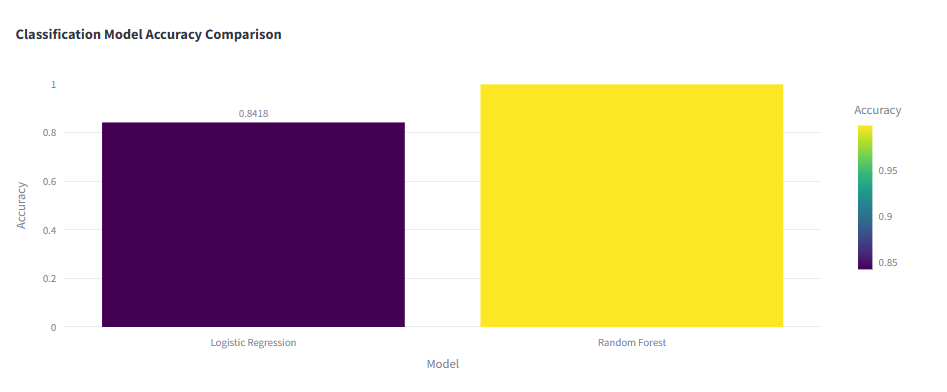 Classification Model Accuracy Comparison
1
0.8
0.6
0.4
0.2
0
Accuracy
0.8418
Logistic Regression
Random Forest
Model
Accuracy
0.95
0.9
0.85